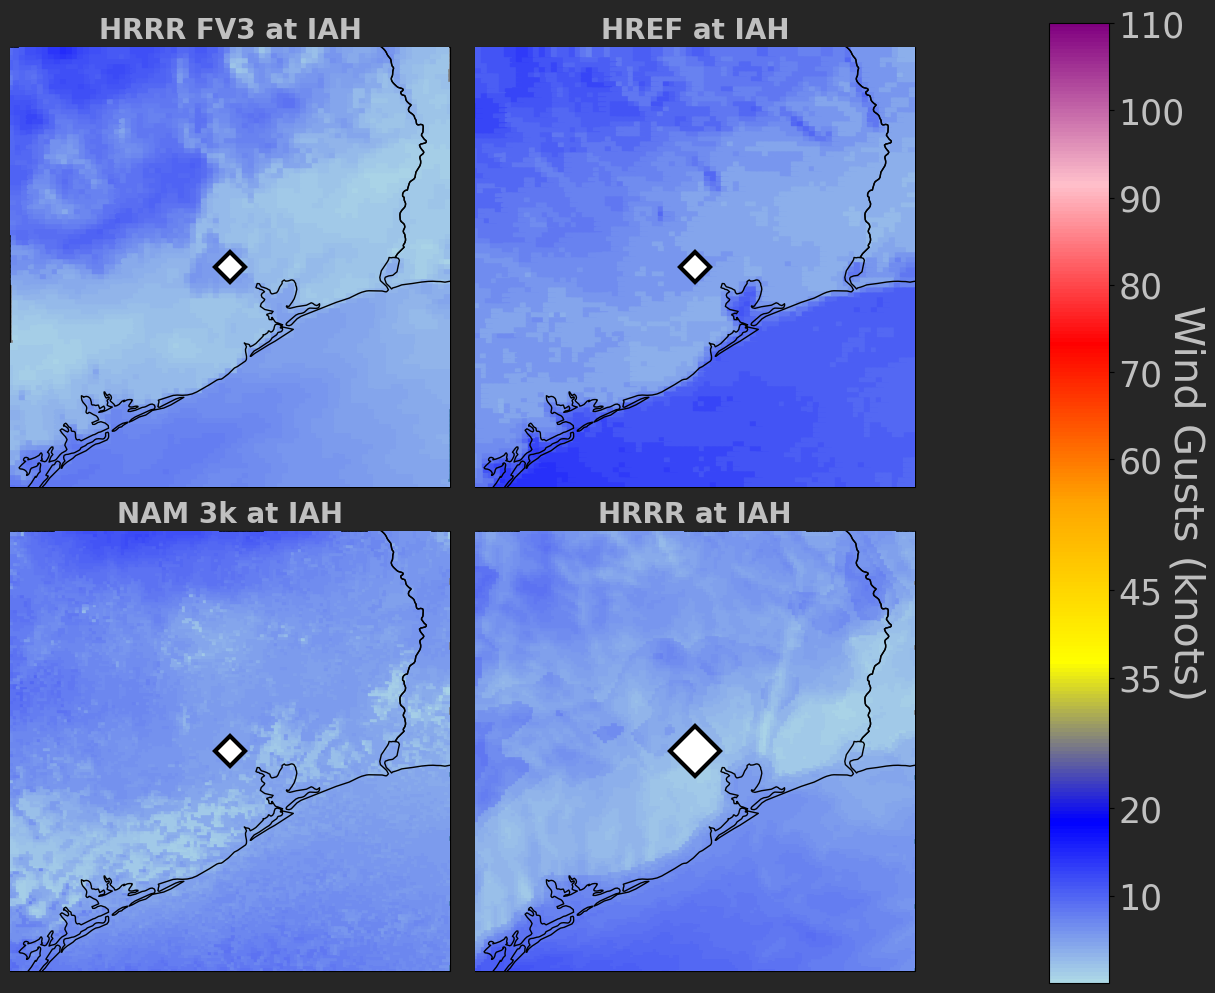 HRRR FV3 at IAH
HREF at IAH
NAM 3k at IAH
HRRR at IAH
110
100
90
80
70
60
45
35
20
10
Wind Gusts (knots)